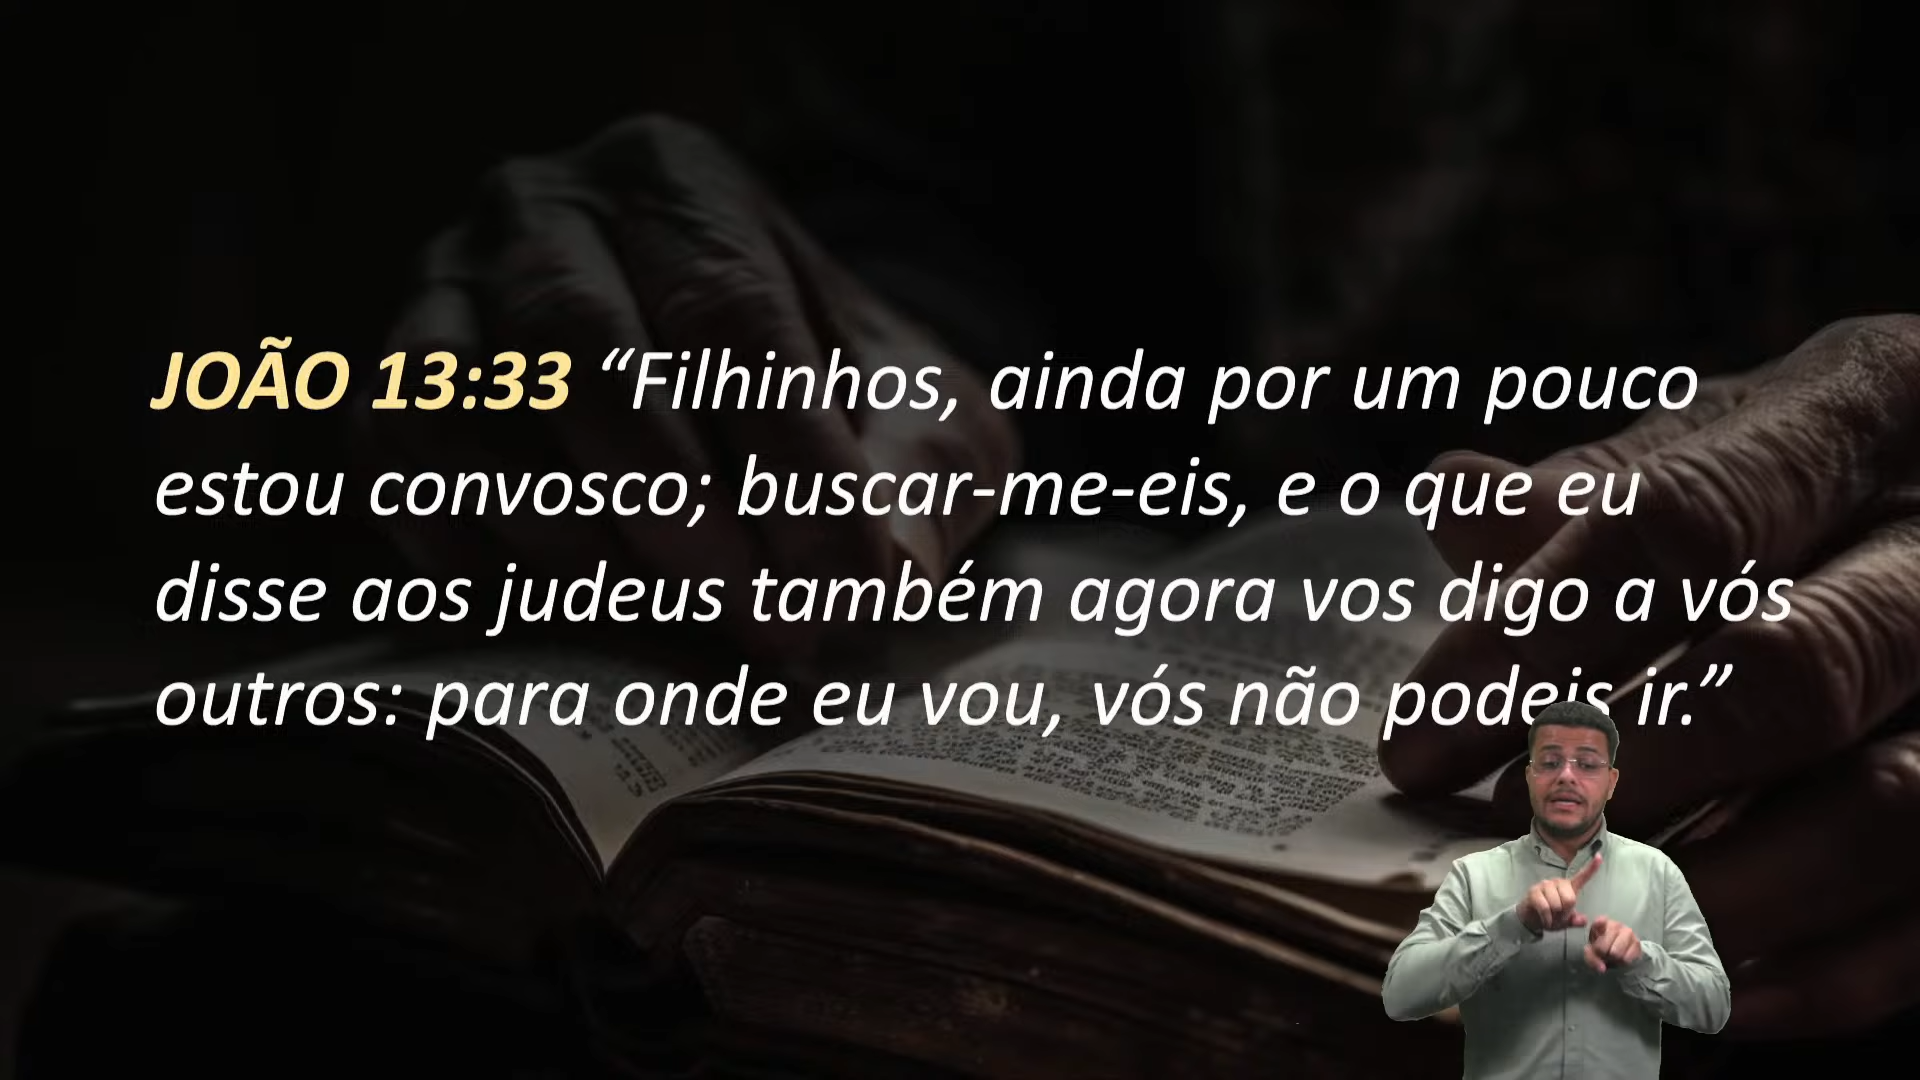 JOÃO 13:33 “Filhinhos, ainda por um pouco
estou convosco; buscar-me-eis, e o que eu
disse aos judeus também agora vos digo a vós
outros: para onde eu vou, vós não podeis ir.”